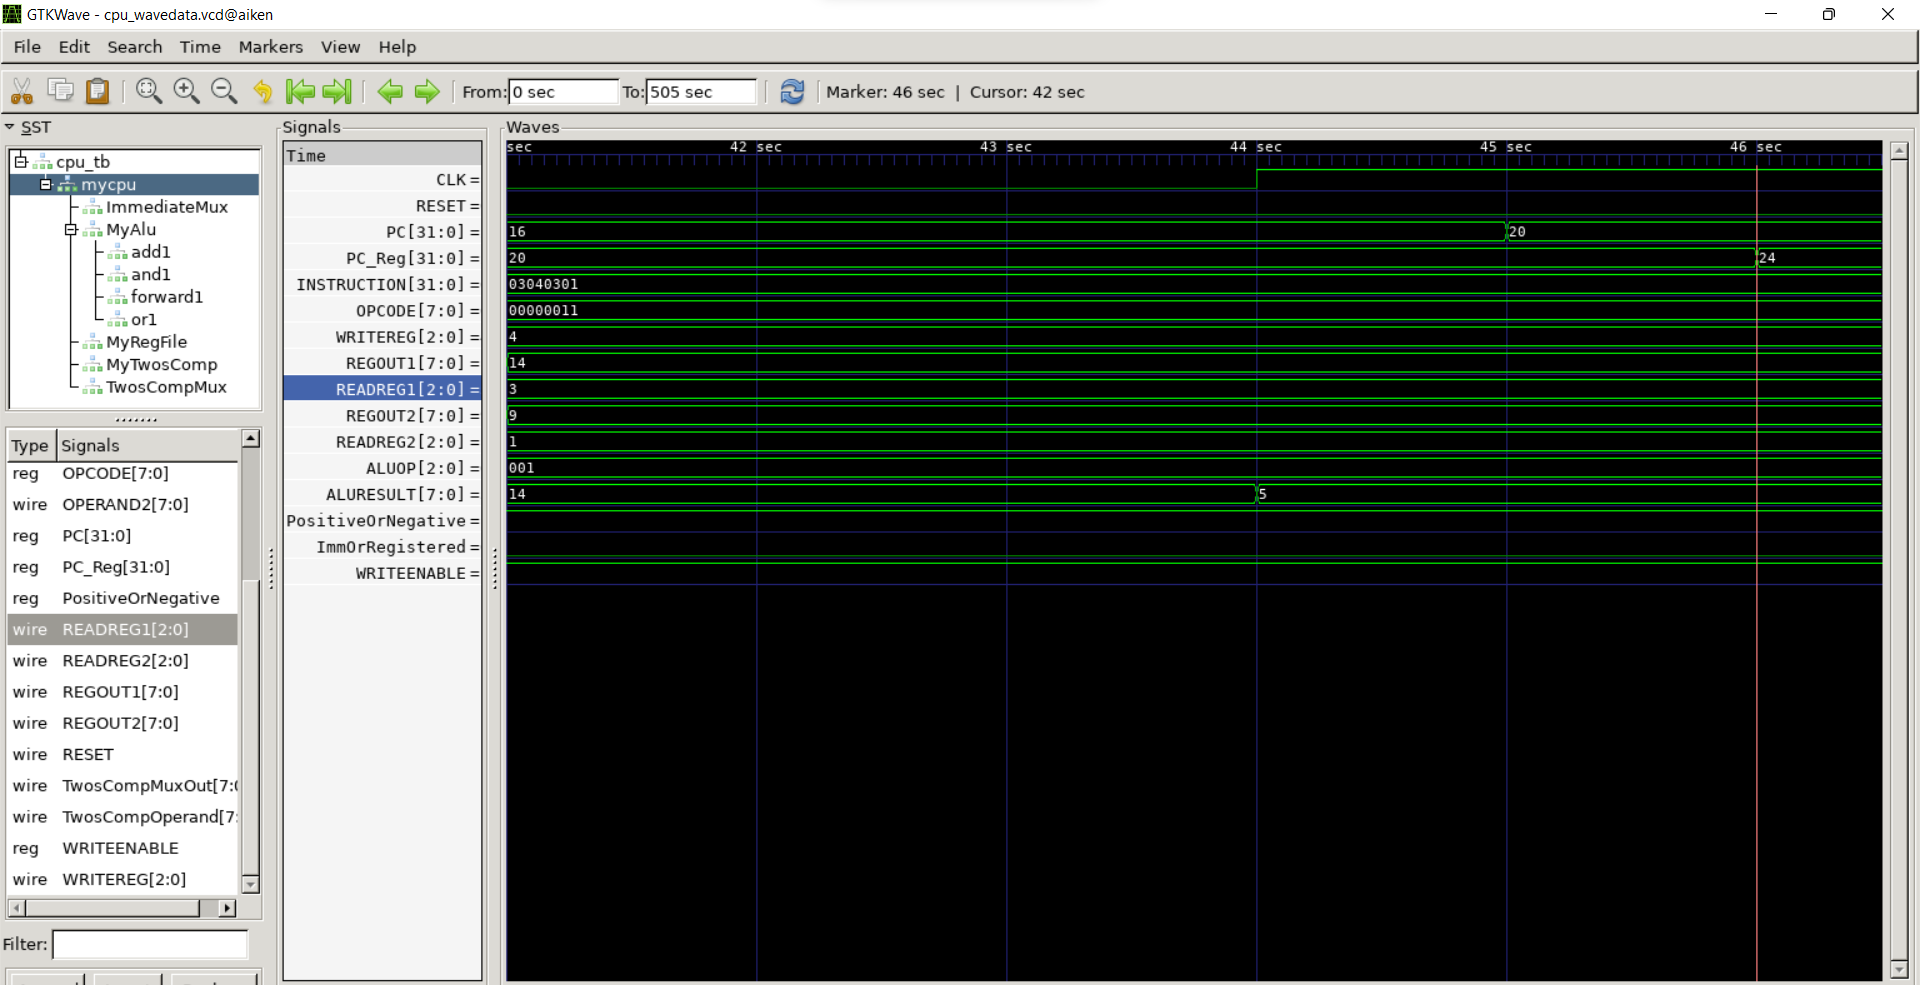 GTKWave - cpu_wavedata.vcd@aiken
File Edit Search Time Markers View Help
From: 0 sec To: 505 sec Marker: 46 sec | Cursor: 42 sec
SST
cpu_tb
mycpu
ImmediateMux
MyAlu
add1
and1
forward1
or1
MyRegFile
MyTwosComp
TwosCompMux
Type Signals
reg OPCODE[7:0]
wire OPERAND2[7:0]
reg PC[31:0]
reg PC_Reg[31:0]
reg PositiveOrNegative
wire READREG1[2:0]
wire READREG2[2:0]
wire REGOUT1[7:0]
wire REGOUT2[7:0]
wire RESET
wire TwosCompMuxOut[7:0
wire TwosCompOperand[7:
reg WRITEENABLE
wire WRITEREG[2:0]
Filter:
Signals
Time
CLK =
RESET =
PC[31:0] =
PC_Reg[31:0] =
INSTRUCTION[31:0] =
OPCODE[7:0] =
WRITEREG[2:0] =
REGOUT1[7:0] =
READREG1[2:0] =
REGOUT2[7:0] =
READREG2[2:0] =
ALUOP[2:0] =
ALURESULT[7:0] =
PositiveOrNegative =
ImmOrRegistered =
WRITEENABLE =
Waves
sec 42 sec 43 sec 44 sec 45 sec 46 sec
16 20
20 24
03040301
00000011
4
14
3
9
1
001
14 5